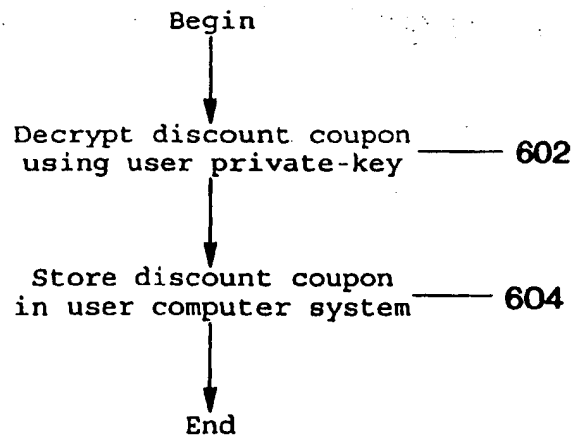 Begin
Decrypt discount coupon
using user private-key
602
Store discount coupon
in user computer system
604
End